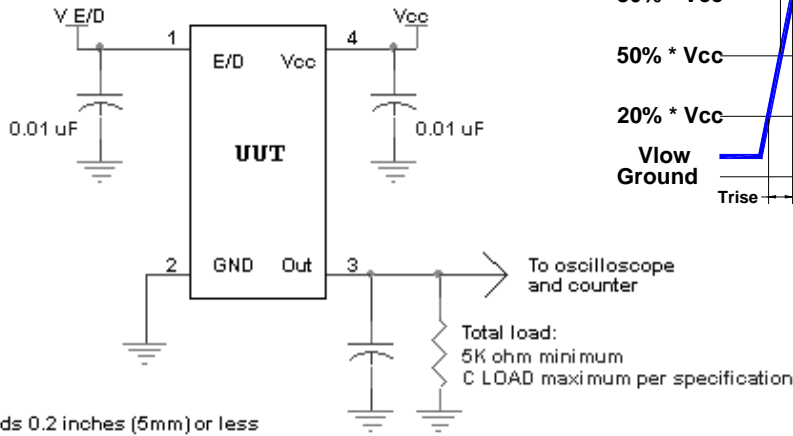 V E/D
1
4
Vcc
E/D
Vcc
0.01 uF
0.01 uF
UUT
2
GND
Out
3
To oscilloscope
and counter
Total load:
5K ohm minimum
C LOAD maximum per specification
ds 0.2 inches (5mm) or less
50% * Vcc
20% * Vcc
Vlow
Ground
Trise